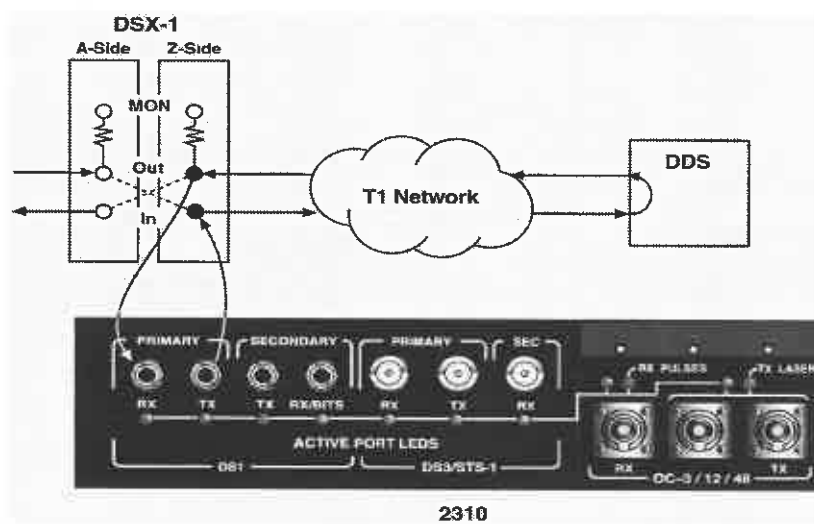 DSX-1
A-Side Z-Side
MON
Out
In
T1 Network
DDS
PRIMARY SECONDARY PRIMARY SEC
RX PULSES TX LASER
RX TX TX RX/BITS RX TX RX
ACTIVE PORT LEDS
DS1 DS3/STS-1
RX TX
OC-3 / 12 / 48
2310